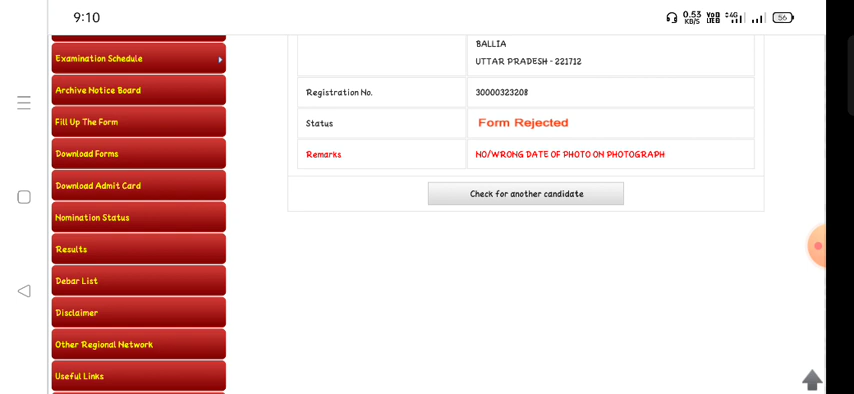 9:10
0.53 KB/S
4G
56
Examination Schedule
Archive Notice Board
Fill Up The Form
Download Forms
Download Admit Card
Nomination Status
Results
Debar List
Disclaimer
Other Regional Network
Useful Links
BALLIA
UTTAR PRADESH - 221712
Registration No. 30000323208
Status Form Rejected
Remarks NO/WRONG DATE OF PHOTO ON PHOTOGRAPH
Check for another candidate